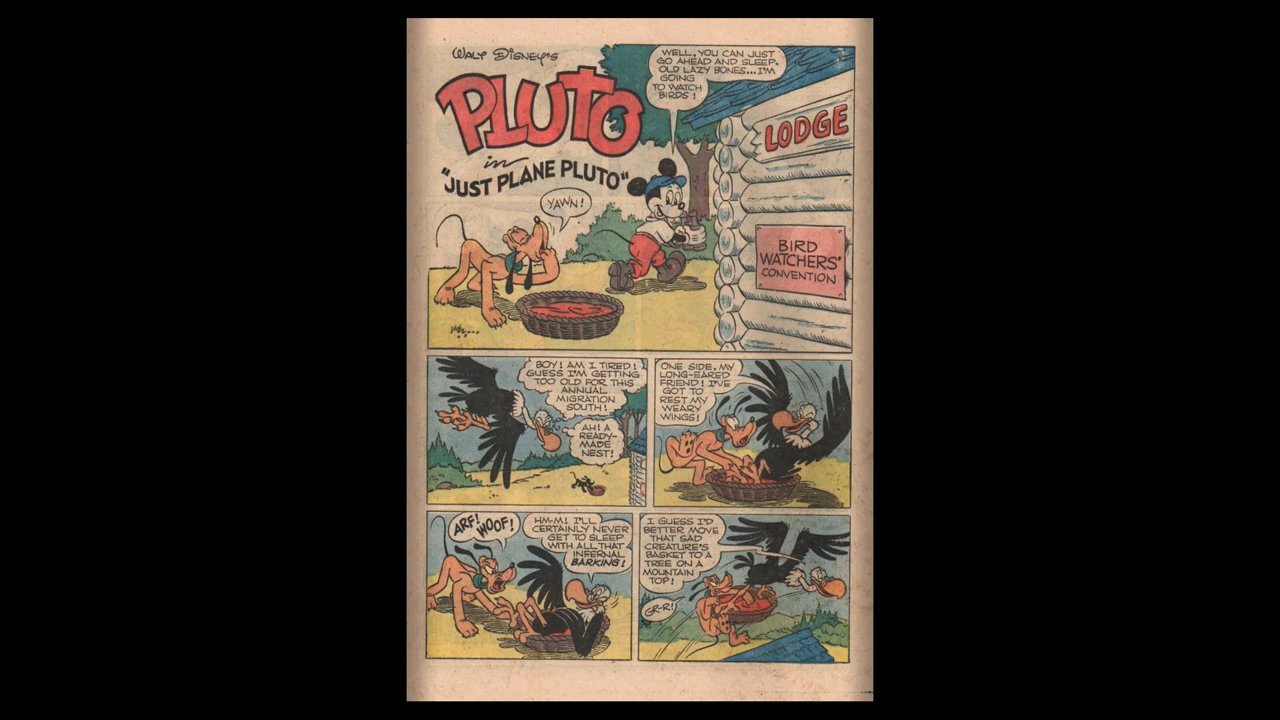 WALT DISNEY'S
PLUTO
in
"JUST PLANE PLUTO"
WELL, YOU CAN JUST
GO AHEAD AND SLEEP,
OLD LAZY BONES...I'M
GOING
TO WATCH
BIRDS!
YAWN!
LODGE
BIRD
WATCHERS'
CONVENTION
BOY! AM I TIRED!
GUESS I'M GETTING
TOO OLD FOR THIS
ANNUAL
MIGRATION
SOUTH!
AH! A
READY-
MADE
NEST!
ONE SIDE, MY
LONG-EARED
FRIEND! I'VE
GOT TO
REST MY
WEARY
WINGS!
ARF!
WOOF!
HM-M! I'LL
CERTAINLY NEVER
GET TO SLEEP
WITH ALL THAT
INFERNAL
BARKING!
I GUESS I'D
BETTER MOVE
THAT SAD
CREATURE'S
BASKET TO A
TREE ON A
MOUNTAIN
TOP!
GR-R!